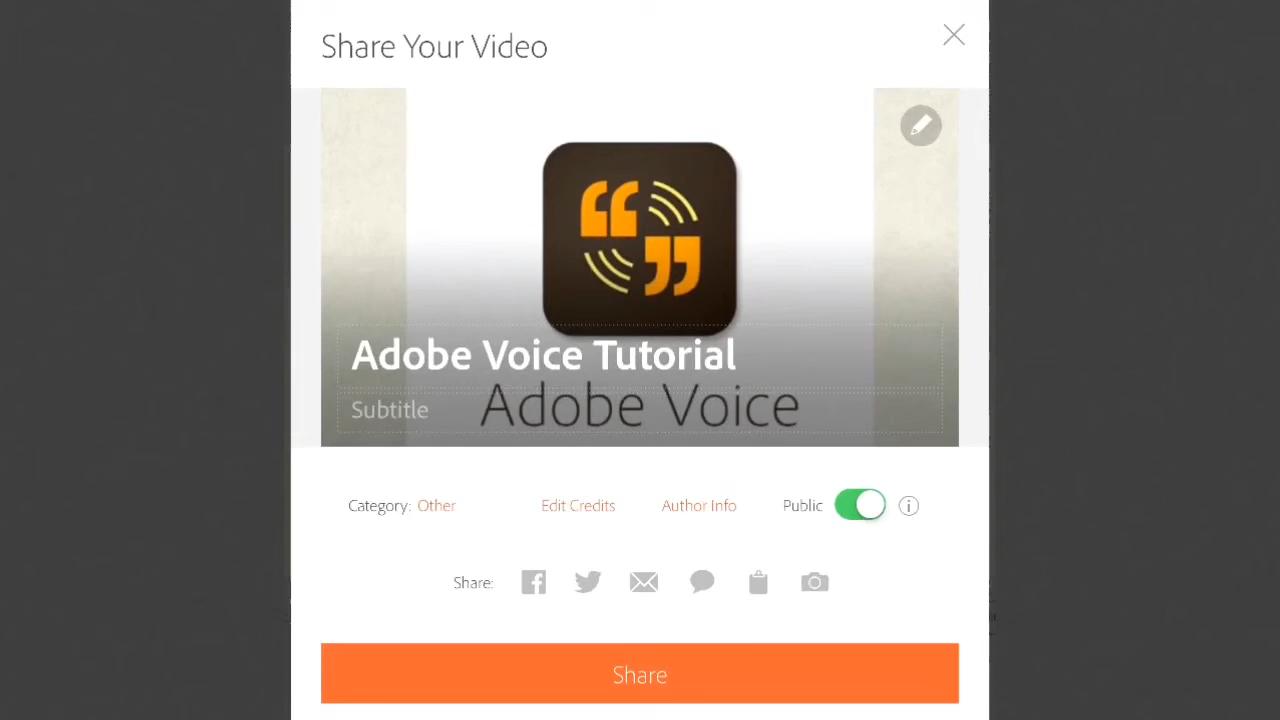 Share Your Video
Adobe Voice Tutorial
Subtitle
Adobe Voice
Category: Other
Edit Credits
Author Info
Public
Share:
Share